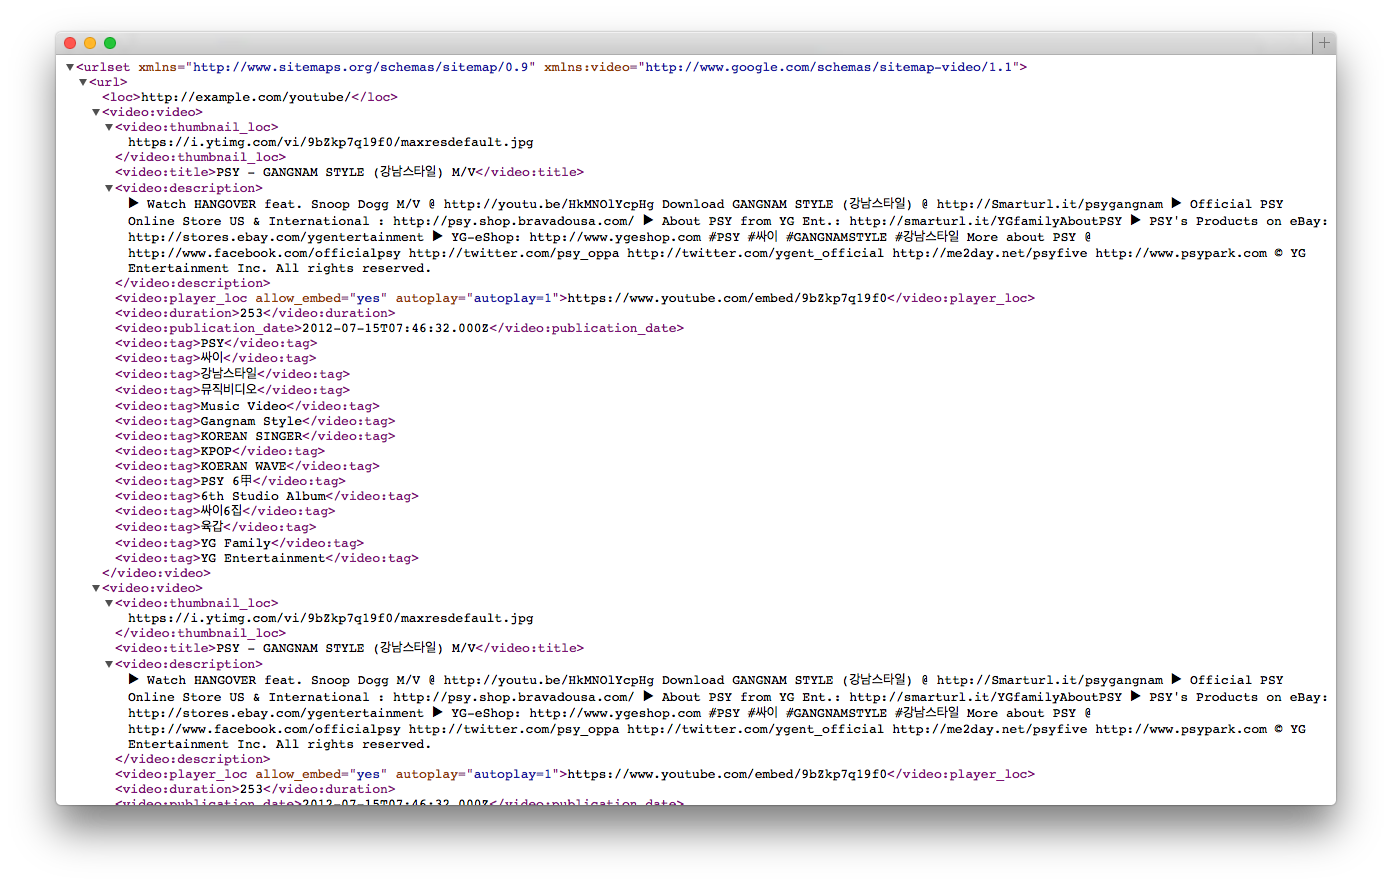 <urlset xmlns="http://www.sitemaps.org/schemas/sitemap/0.9" xmlns:video="http://www.google.com/schemas/sitemap-video/1.1">
<url>
<loc>http://example.com/youtube/</loc>
<video:video>
<video:thumbnail_loc>
https://i.ytimg.com/vi/9bZkp7q19f0/maxresdefault.jpg
</video:thumbnail_loc>
<video:title>PSY - GANGNAM STYLE (강남스타일) M/V</video:title>
<video:description>
▶ Watch HANGOVER feat. Snoop Dogg M/V @ http://youtu.be/HkMNOlYcpHg Download GANGNAM STYLE (강남스타일) @ http://Smarturl.it/psygangnam ▶ Official PSY
Online Store US & International : http://psy.shop.bravadousa.com/ ▶ About PSY from YG Ent.: http://smarturl.it/YGfamilyAboutPSY ▶ PSY's Products on eBay:
http://stores.ebay.com/ygentertainment ▶ YG-eShop: http://www.ygeshop.com #PSY #싸이 #GANGNAMSTYLE #강남스타일 More about PSY @
http://www.facebook.com/officialpsy http://twitter.com/psy_oppa http://twitter.com/ygent_official http://me2day.net/psyfive http://www.psypark.com © YG
Entertainment Inc. All rights reserved.
</video:description>
<video:player_loc allow_embed="yes" autoplay="autoplay=1">https://www.youtube.com/embed/9bZkp7q19f0</video:player_loc>
<video:duration>253</video:duration>
<video:publication_date>2012-07-15T07:46:32.000Z</video:publication_date>
<video:tag>PSY</video:tag>
<video:tag>싸이</video:tag>
<video:tag>강남스타일</video:tag>
<video:tag>뮤직비디오</video:tag>
<video:tag>Music Video</video:tag>
<video:tag>Gangnam Style</video:tag>
<video:tag>KOREAN SINGER</video:tag>
<video:tag>KPOP</video:tag>
<video:tag>KOERAN WAVE</video:tag>
<video:tag>PSY 6甲</video:tag>
<video:tag>6th Studio Album</video:tag>
<video:tag>싸이6집</video:tag>
<video:tag>육갑</video:tag>
<video:tag>YG Family</video:tag>
<video:tag>YG Entertainment</video:tag>
</video:video>
<video:video>
<video:thumbnail_loc>
https://i.ytimg.com/vi/9bZkp7q19f0/maxresdefault.jpg
</video:thumbnail_loc>
<video:title>PSY - GANGNAM STYLE (강남스타일) M/V</video:title>
<video:description>
▶ Watch HANGOVER feat. Snoop Dogg M/V @ http://youtu.be/HkMNOlYcpHg Download GANGNAM STYLE (강남스타일) @ http://Smarturl.it/psygangnam ▶ Official PSY
Online Store US & International : http://psy.shop.bravadousa.com/ ▶ About PSY from YG Ent.: http://smarturl.it/YGfamilyAboutPSY ▶ PSY's Products on eBay:
http://stores.ebay.com/ygentertainment ▶ YG-eShop: http://www.ygeshop.com #PSY #싸이 #GANGNAMSTYLE #강남스타일 More about PSY @
http://www.facebook.com/officialpsy http://twitter.com/psy_oppa http://twitter.com/ygent_official http://me2day.net/psyfive http://www.psypark.com © YG
Entertainment Inc. All rights reserved.
</video:description>
<video:player_loc allow_embed="yes" autoplay="autoplay=1">https://www.youtube.com/embed/9bZkp7q19f0</video:player_loc>
<video:duration>253</video:duration>
<video:publication_date>2012-07-15T07:46:32.000Z</video:publication_date>